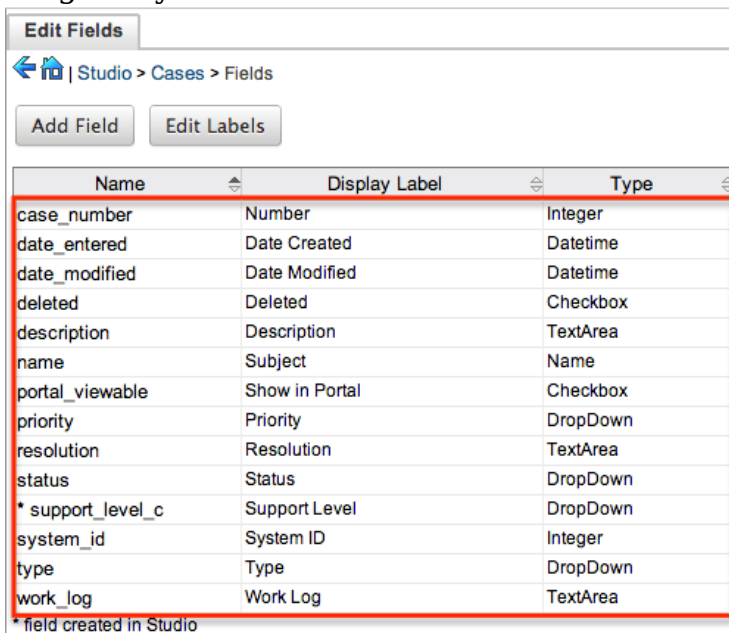 Edit Fields
| Studio > Cases > Fields
Add Field Edit Labels
Name Display Label Type
case_number Number Integer
date_entered Date Created Datetime
date_modified Date Modified Datetime
deleted Deleted Checkbox
description Description TextArea
name Subject Name
portal_viewable Show in Portal Checkbox
priority Priority DropDown
resolution Resolution TextArea
status Status DropDown
* support_level_c Support Level DropDown
system_id System ID Integer
type Type DropDown
work_log Work Log TextArea
* field created in Studio